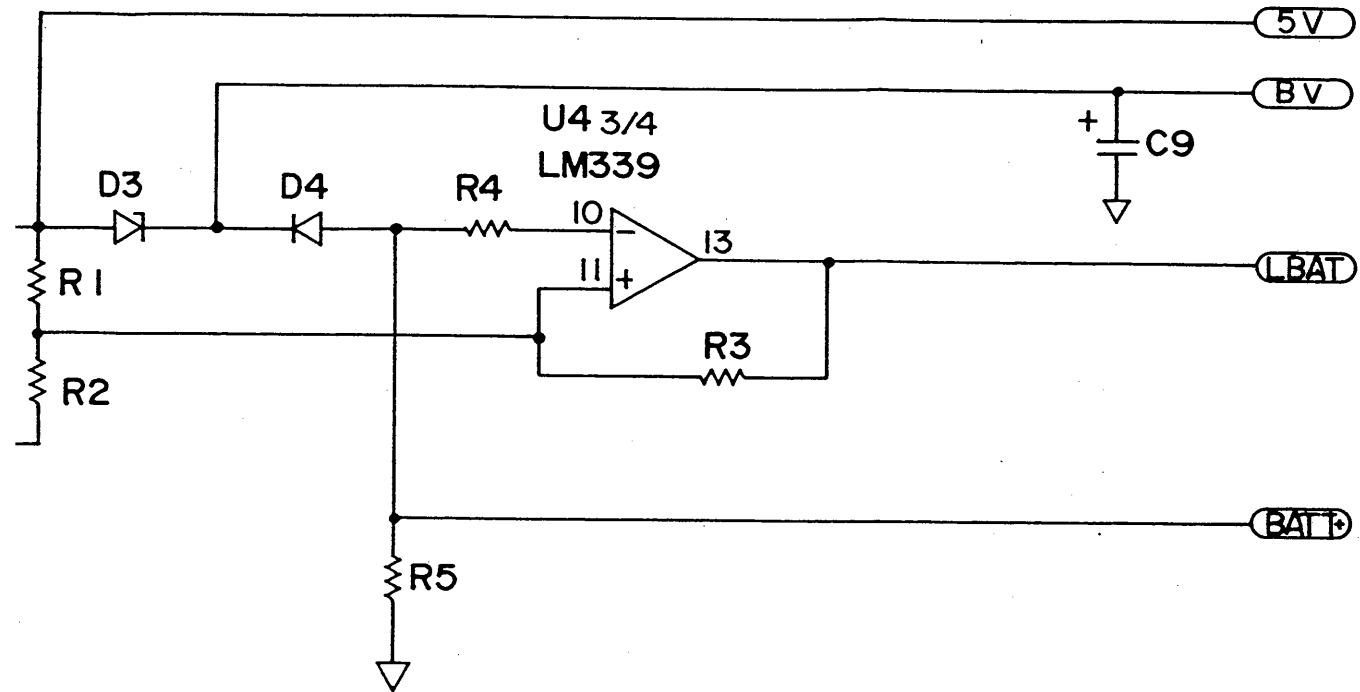 5V
BV
U4 3/4
LM339
+
C9
D3
D4
R4
10
-
13
11
+
LBAT
R1
R3
R2
BATT+
R5